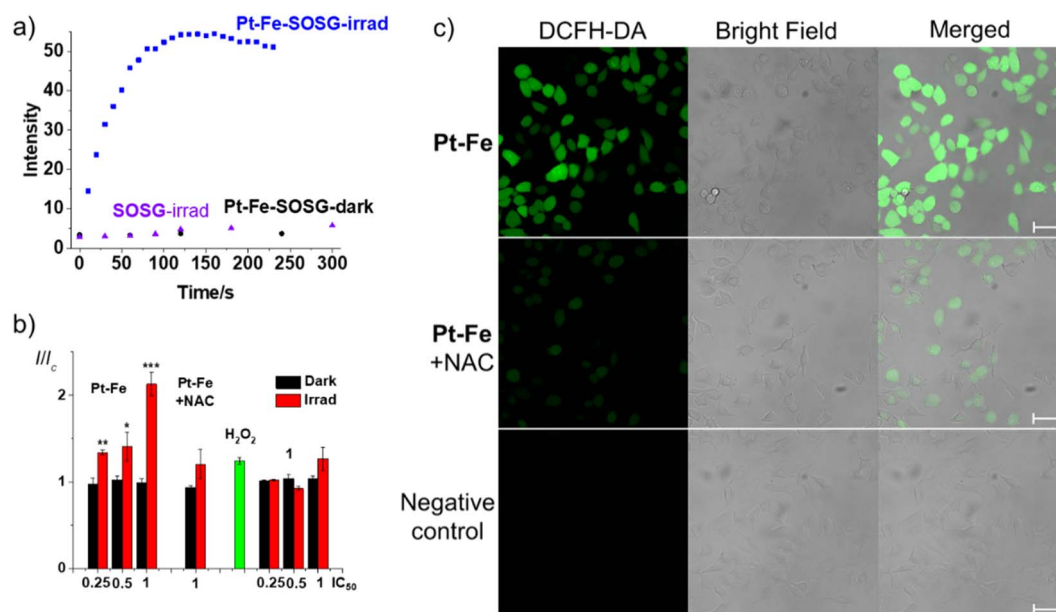 a)
Pt-Fe-SOSG-irrad
SOSG-irrad
Pt-Fe-SOSG-dark
Intensity
60
50
40
30
20
10
0
0 50 100 150 200 250 300
Time/s
b)
I/Ic
Pt-Fe
Pt-Fe
+NAC
Dark
Irrad
H2O2
1
** * ***
2
1
0
0.25 0.5 1 1 0.25 0.5 1 IC50
c)
DCFH-DA Bright Field Merged
Pt-Fe
Pt-Fe
+NAC
Negative
control